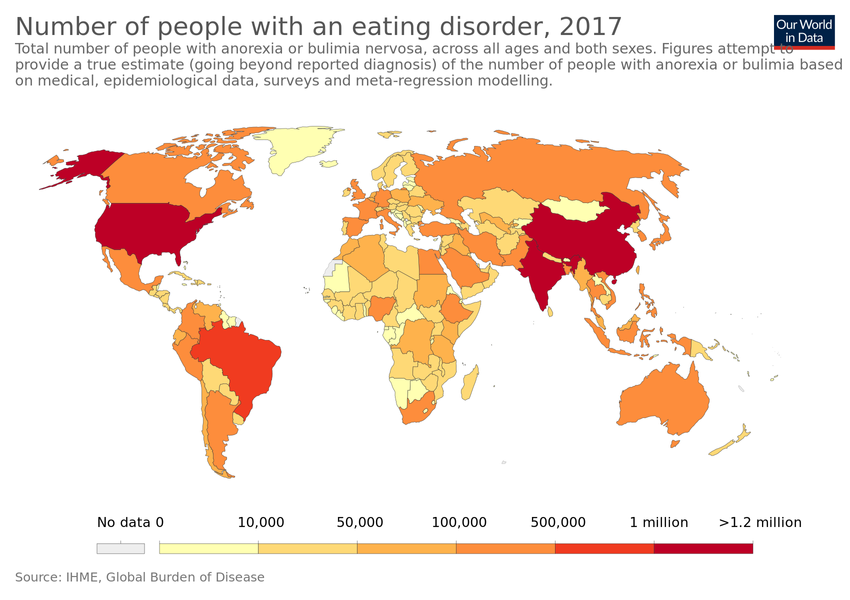 Number of people with an eating disorder, 2017
Our World
in Data
Total number of people with anorexia or bulimia nervosa, across all ages and both sexes. Figures attempt to
provide a true estimate (going beyond reported diagnosis) of the number of people with anorexia or bulimia based
on medical, epidemiological data, surveys and meta-regression modelling.
No data 0 10,000 50,000 100,000 500,000 1 million >1.2 million
Source: IHME, Global Burden of Disease